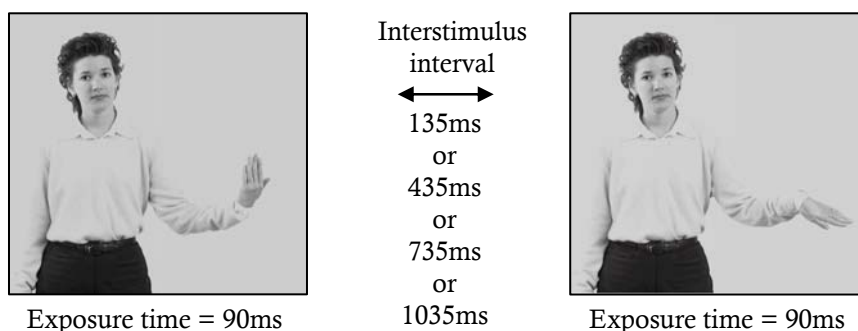 Interstimulus
interval
135ms
or
435ms
or
735ms
or
1035ms
Exposure time = 90ms
Exposure time = 90ms